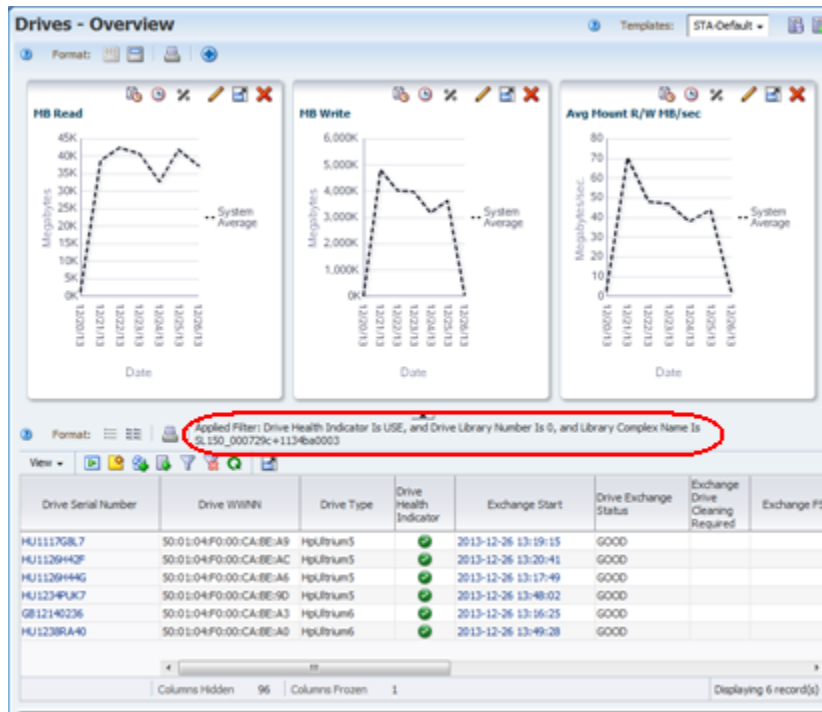 Drives - Overview
Templates: STA-Default
Format:
MB Read
45K
40K
35K
30K
25K
20K
15K
10K
5K
0K
Megabytes
System
Average
12/20/13
12/21/13
12/22/13
12/23/13
12/24/13
12/25/13
12/26/13
Date
MB Write
6,000K
5,000K
4,000K
3,000K
2,000K
1,000K
0K
Megabytes
System
Average
12/20/13
12/21/13
12/22/13
12/23/13
12/24/13
12/25/13
12/26/13
Date
Avg Mount R/W MB/sec
80
70
60
50
40
30
20
10
0
Megabytes/sec.
System
Average
12/20/13
12/21/13
12/22/13
12/23/13
12/24/13
12/25/13
12/26/13
Date
Format:
Applied Filter: Drive Health Indicator Is USE, and Drive Library Number Is 0, and Library Complex Name Is
SL150_000729c+1134ba0003
View
Drive Serial Number Drive WWNN Drive Type Drive Health Indicator Exchange Start Drive Exchange Status Exchange Drive Cleaning Required Exchange FS
HU1117G8L7 50:01:04:F0:00:CA:BE:A9 HpUltrium5 2013-12-26 13:19:15 GOOD
HU1126H42F 50:01:04:F0:00:CA:BE:AC HpUltrium5 2013-12-26 13:20:41 GOOD
HU1126H44G 50:01:04:F0:00:CA:BE:A6 HpUltrium5 2013-12-26 13:17:49 GOOD
HU1234PUK7 50:01:04:F0:00:CA:BE:9D HpUltrium5 2013-12-26 13:48:02 GOOD
GB12140236 50:01:04:F0:00:CA:BE:A3 HpUltrium6 2013-12-26 13:16:25 GOOD
HU1238RA40 50:01:04:F0:00:CA:BE:A0 HpUltrium6 2013-12-26 13:49:28 GOOD
Columns Hidden 96 Columns Frozen 1 Displaying 6 record(s)